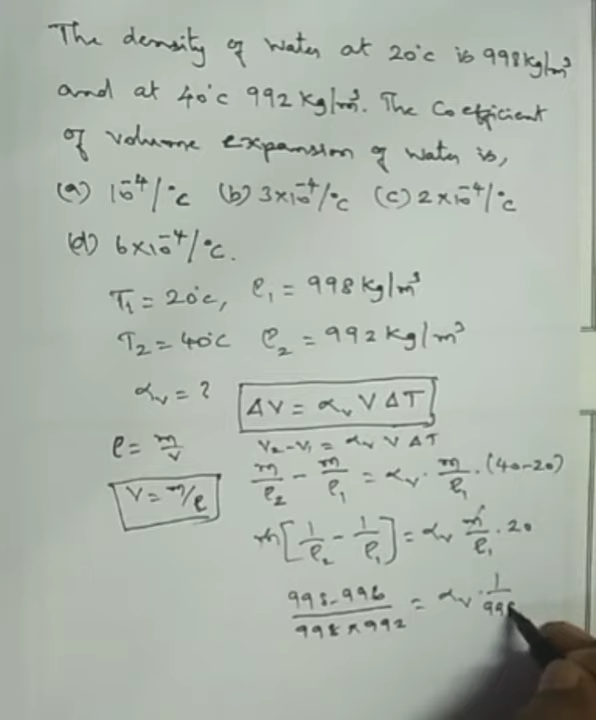 The density of water at 20°c is 998kg/m³
and at 40°c 992 kg/m³. The Coefficient
of volume expansion of water is,
(a) 10⁻⁴/°c (b) 3×10⁻⁴/°c (c) 2×10⁻⁴/°c
(d) 6×10⁻⁴/°c.
T₁ = 20°c, ρ₁ = 998 kg/m³
T₂ = 40°c ρ₂ = 992 kg/m³
αᵥ = ? ΔV = αᵥ V ΔT
ρ = m/v V₂-V₁ = αᵥ V ΔT
V = m/ρ m/ρ₂ - m/ρ₁ = αᵥ . m/ρ₁ . (40-20)
m[1/ρ₂ - 1/ρ₁] = αᵥ m/ρ₁ . 20
998-996/998×992 = αᵥ . 1/998